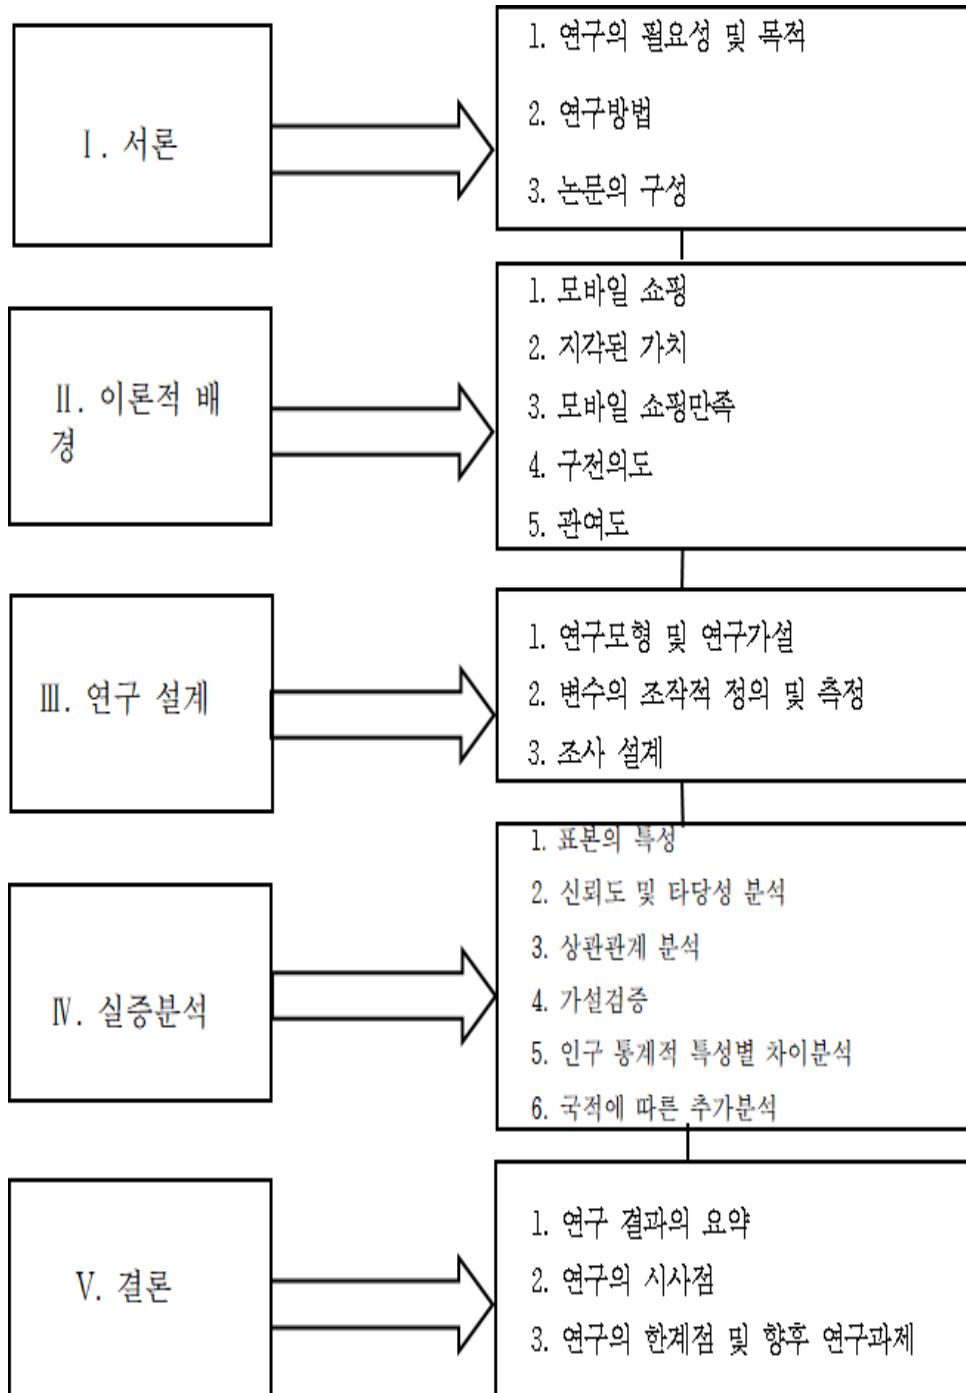 Ⅰ. 서론
1. 연구의 필요성 및 목적
2. 연구방법
3. 논문의 구성
Ⅱ. 이론적 배
경
1. 모바일 쇼핑
2. 지각된 가치
3. 모바일 쇼핑만족
4. 구전의도
5. 관여도
Ⅲ. 연구 설계
1. 연구모형 및 연구가설
2. 변수의 조작적 정의 및 측정
3. 조사 설계
Ⅳ. 실증분석
1. 표본의 특성
2. 신뢰도 및 타당성 분석
3. 상관관계 분석
4. 가설검증
5. 인구 통계적 특성별 차이분석
6. 국적에 따른 추가분석
Ⅴ. 결론
1. 연구 결과의 요약
2. 연구의 시사점
3. 연구의 한계점 및 향후 연구과제